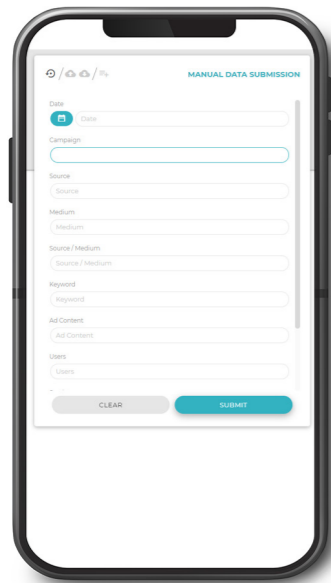 MANUAL DATA SUBMISSION
Date
Date
Campaign
Source
Source
Medium
Medium
Source / Medium
Source / Medium
Keyword
Keyword
Ad Content
Ad Content
Users
Users
CLEAR SUBMIT